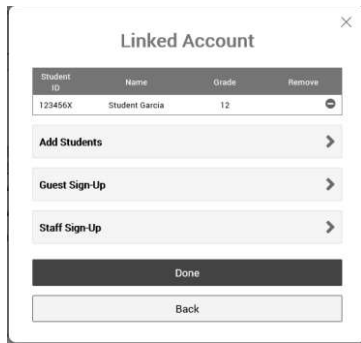 Linked Account
Student ID Name Grade Remove
123456X Student Garcia 12
Add Students
Guest Sign-Up
Staff Sign-Up
Done
Back